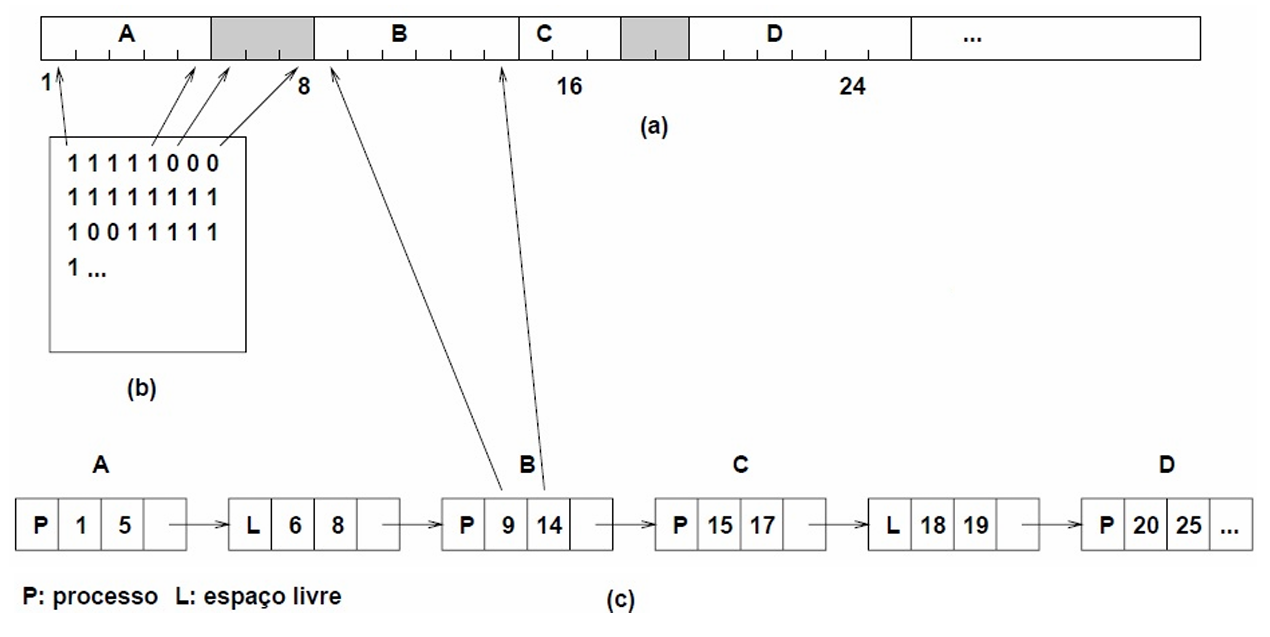 A B C D ...
1 8 16 24
(a)
1 1 1 1 1 0 0 0
1 1 1 1 1 1 1 1
1 0 0 1 1 1 1 1
1 ...
(b)
A B C D
P 1 5 L 6 8 P 9 14 P 15 17 L 18 19 P 20 25 ...
P: processo L: espaço livre
(c)